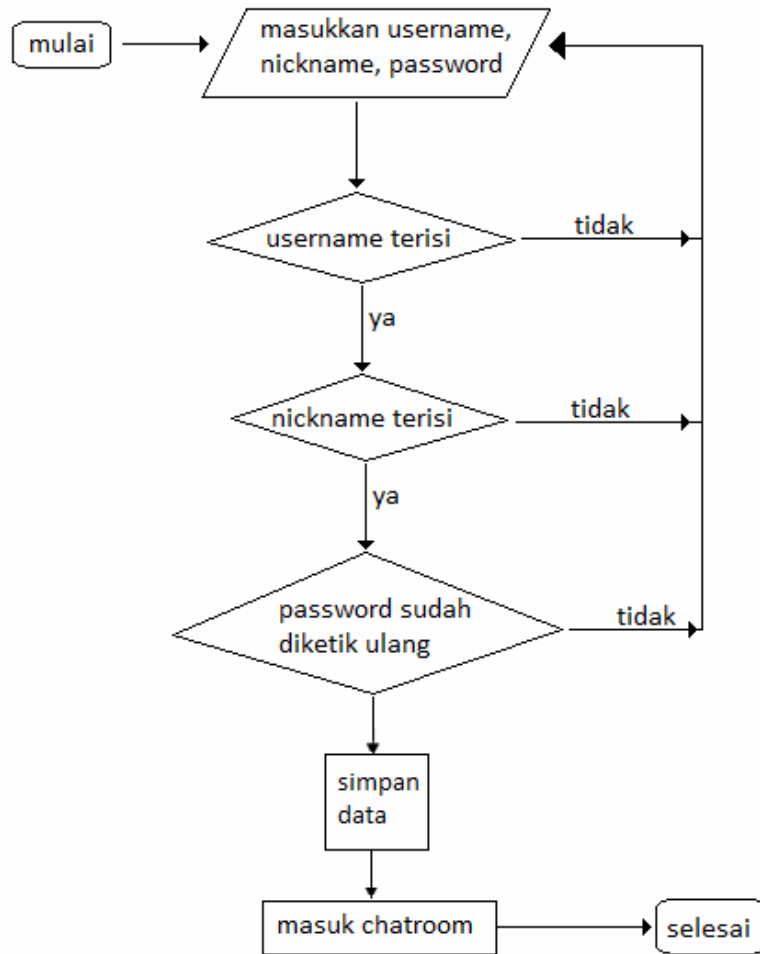 mulai
masukkan username,
nickname, password
username terisi
tidak
ya
nickname terisi
tidak
ya
password sudah
diketik ulang
tidak
simpan
data
masuk chatroom
selesai